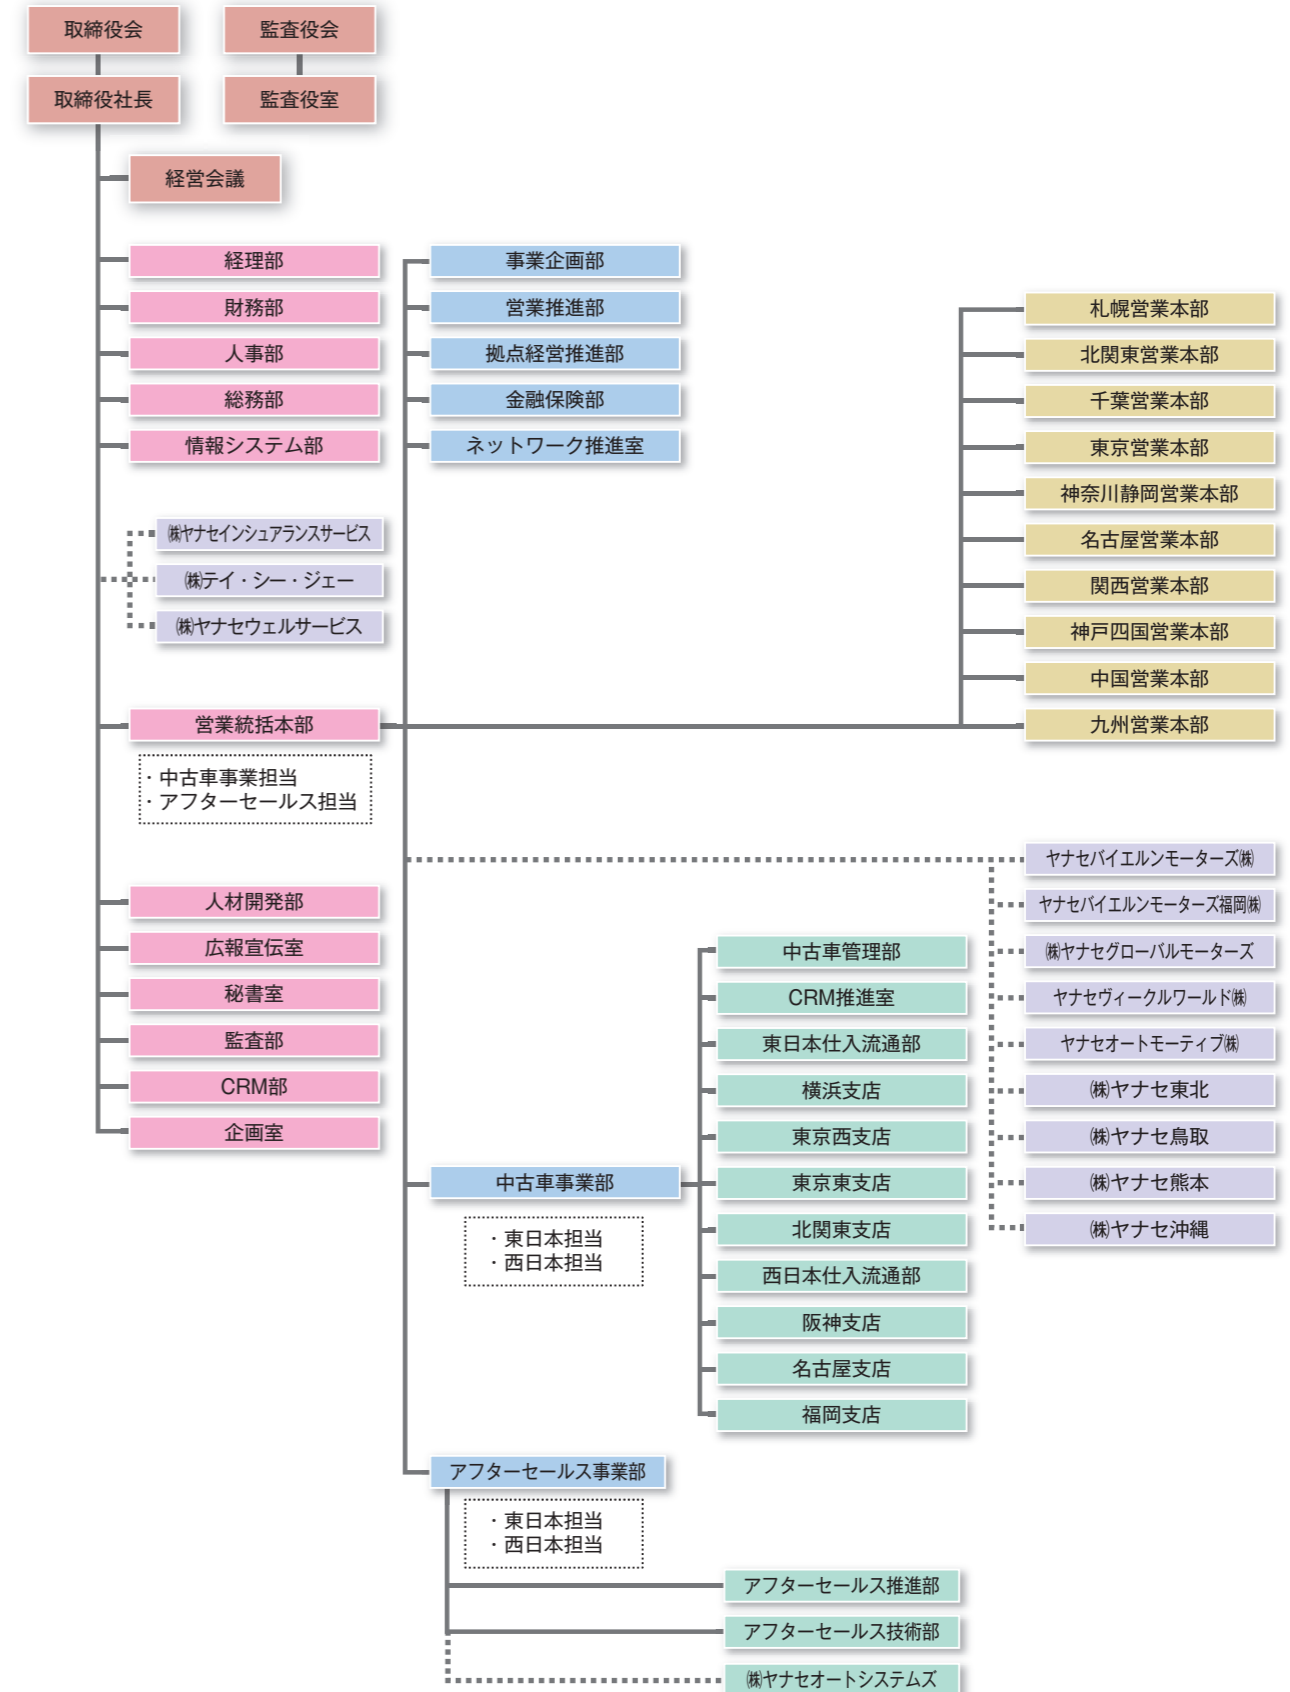 取締役会
監査役会
取締役社長
監査役室
経営会議
経理部
財務部
人事部
総務部
情報システム部
㈱ヤナセインシュアランスサービス
㈱テイ・シー・ジェー
㈱ヤナセウェルサービス
営業統括本部
・中古車事業担当
・アフターセールス担当
人材開発部
広報宣伝室
秘書室
監査部
CRM部
企画室
事業企画部
営業推進部
拠点経営推進部
金融保険部
ネットワーク推進室
札幌営業本部
北関東営業本部
千葉営業本部
東京営業本部
神奈川静岡営業本部
名古屋営業本部
関西営業本部
神戸四国営業本部
中国営業本部
九州営業本部
ヤナセバイエルンモーターズ㈱
ヤナセバイエルンモーターズ福岡㈱
㈱ヤナセグローバルモーターズ
ヤナセヴィークルワールド㈱
ヤナセオートモーティブ㈱
㈱ヤナセ東北
㈱ヤナセ鳥取
㈱ヤナセ熊本
㈱ヤナセ沖縄
中古車事業部
・東日本担当
・西日本担当
中古車管理部
CRM推進室
東日本仕入流通部
横浜支店
東京西支店
東京東支店
北関東支店
西日本仕入流通部
阪神支店
名古屋支店
福岡支店
アフターセールス事業部
・東日本担当
・西日本担当
アフターセールス推進部
アフターセールス技術部
㈱ヤナセオートシステムズ